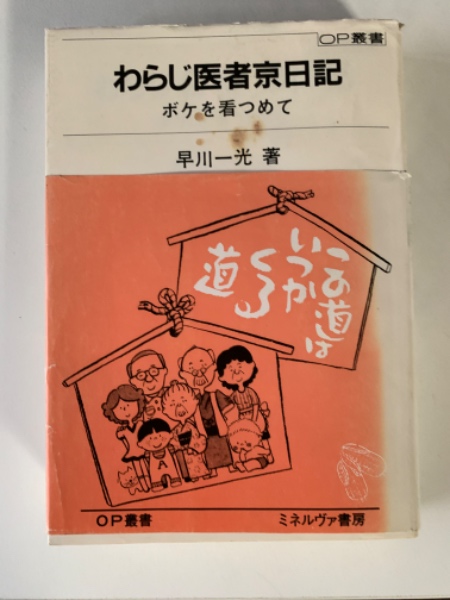 OP叢書
わらじ医者京日記
ボケを看つめて
早川一光 著
この道は
いつか
くる
道
A
OP叢書
ミネルヴァ書房